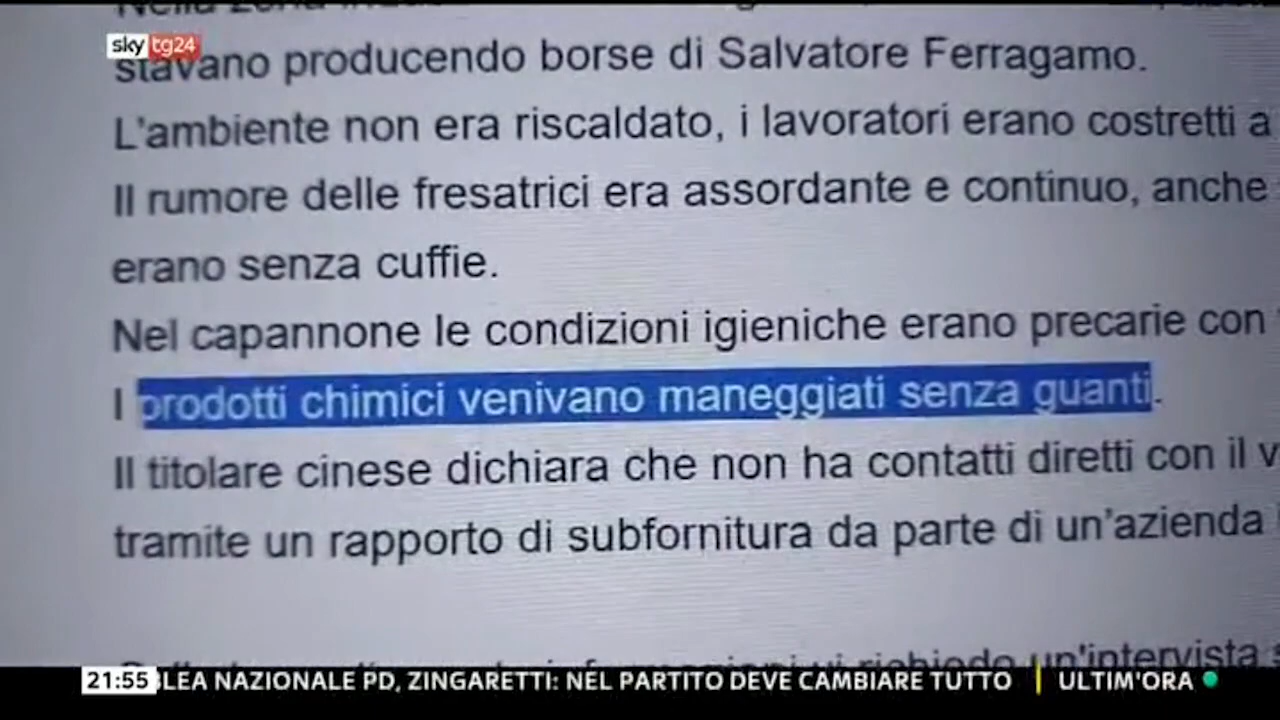 sky tg24
stavano producendo borse di Salvatore Ferragamo.
L'ambiente non era riscaldato, i lavoratori erano costretti a
Il rumore delle fresatrici era assordante e continuo, anche
erano senza cuffie.
Nel capannone le condizioni igieniche erano precarie con
I prodotti chimici venivano maneggiati senza guanti.
Il titolare cinese dichiara che non ha contatti diretti con il v
tramite un rapporto di subfornitura da parte di un'azienda
un'intervista
21:55 BLEA NAZIONALE PD, ZINGARETTI: NEL PARTITO DEVE CAMBIARE TUTTO | ULTIM'ORA